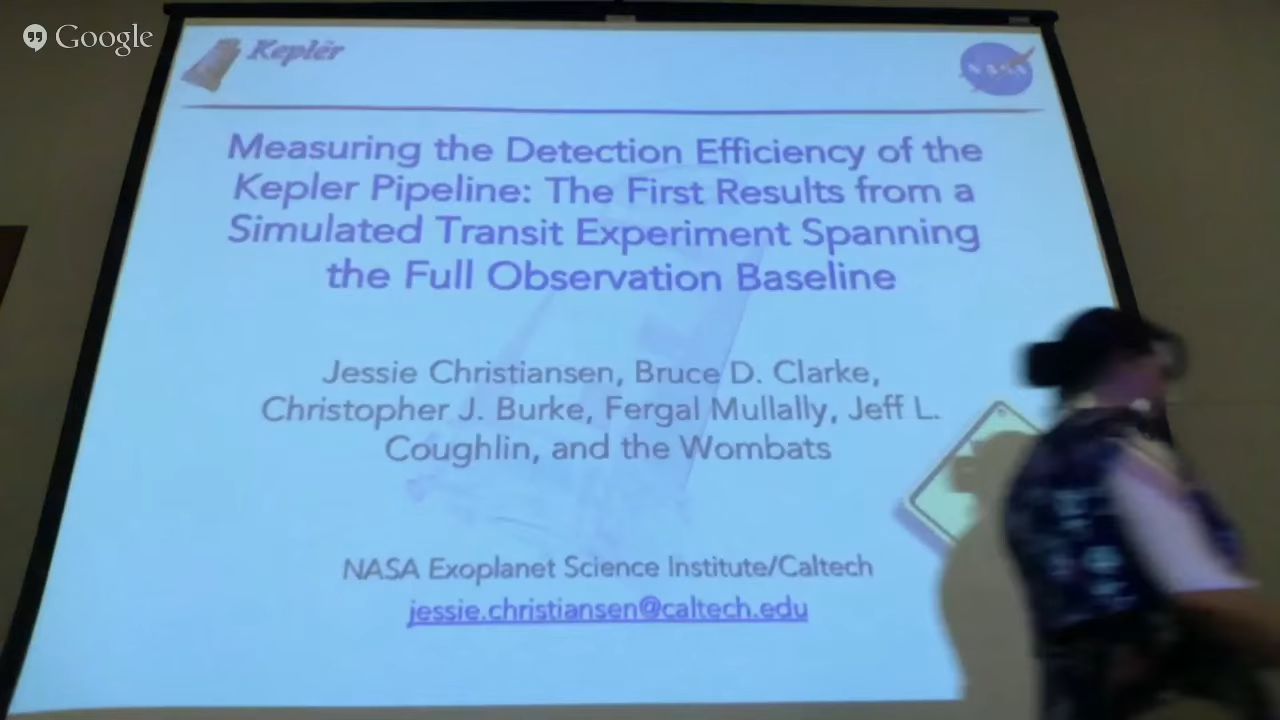 Google
Kepler
NASA
Measuring the Detection Efficiency of the
Kepler Pipeline: The First Results from a
Simulated Transit Experiment Spanning
the Full Observation Baseline
Jessie Christiansen, Bruce D. Clarke,
Christopher J. Burke, Fergal Mullally, Jeff L.
Coughlin, and the Wombats
NASA Exoplanet Science Institute/Caltech
jessie.christiansen@caltech.edu